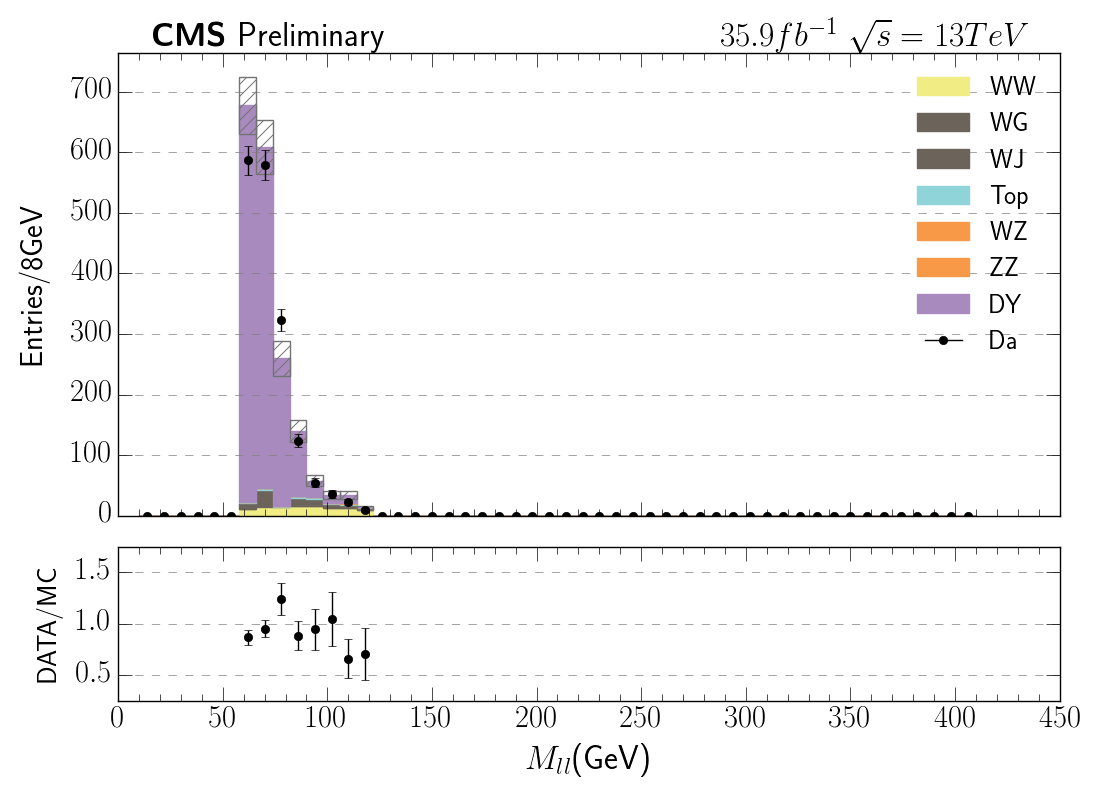 CMS Preliminary
35.9fb⁻¹ √s = 13TeV
Entries/8GeV
700
600
500
400
300
200
100
0
WW
WG
WJ
Top
WZ
ZZ
DY
Da
DATA/MC
1.5
1.0
0.5
0 50 100 150 200 250 300 350 400 450
M_ll(GeV)